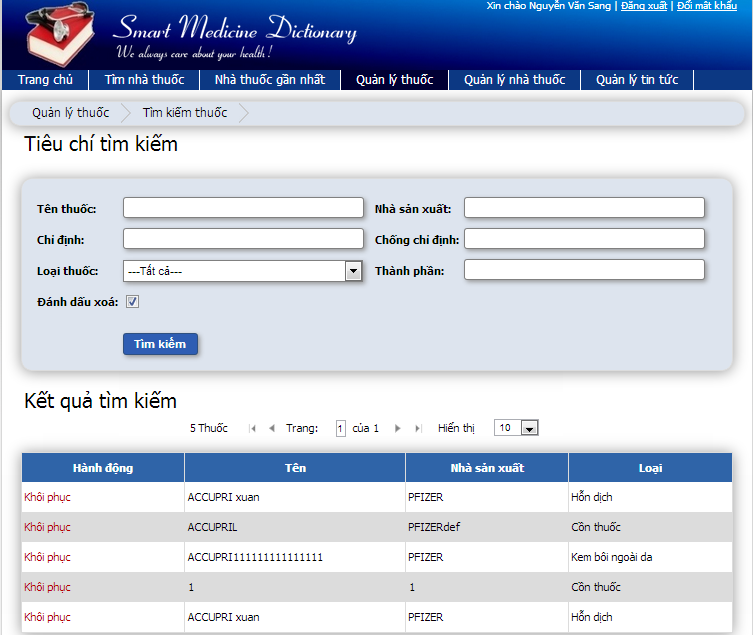 Xin chào Nguyễn Văn Sang | Đăng xuất | Đổi mât khẩu
Smart Medicine Dictionary
We always care about your health !
Trang chủ Tìm nhà thuốc Nhà thuốc gần nhất Quản lý thuốc Quản lý nhà thuốc Quản lý tin tức
Quản lý thuốc Tìm kiếm thuốc
Tiêu chí tìm kiếm
Tên thuốc: Nhà sản xuất:
Chỉ định: Chống chỉ định:
Loại thuốc: ---Tất cả--- Thành phần:
Đánh dấu xoá:
Tìm kiếm
Kết quả tìm kiếm
5 Thuốc Trang: 1 của 1 Hiển thị 10
Hành động Tên Nhà sản xuất Loại
Khôi phục ACCUPRI xuan PFIZER Hỗn dịch
Khôi phục ACCUPRIL PFIZERdef Cồn thuốc
Khôi phục ACCUPRI111111111111111 PFIZER Kem bôi ngoài da
Khôi phục 1 1 Cồn thuốc
Khôi phục ACCUPRI xuan PFIZER Hỗn dịch